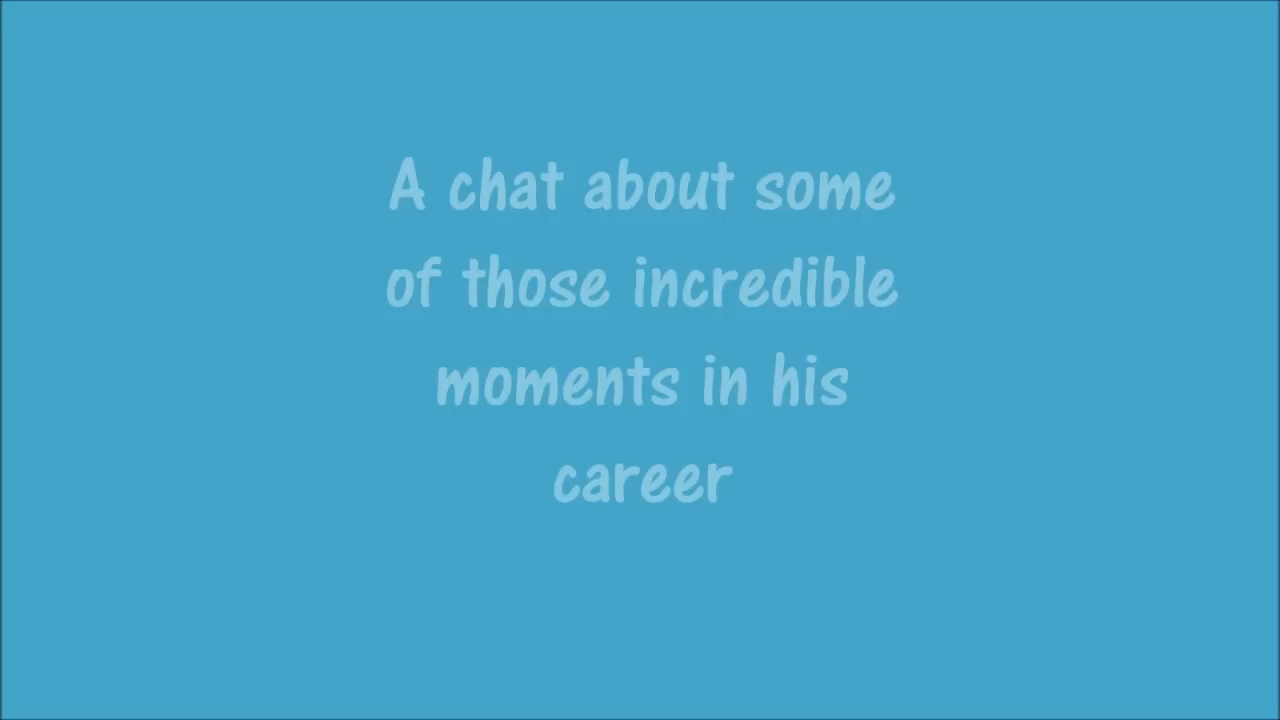 A chat about some
of those incredible
moments in his
career